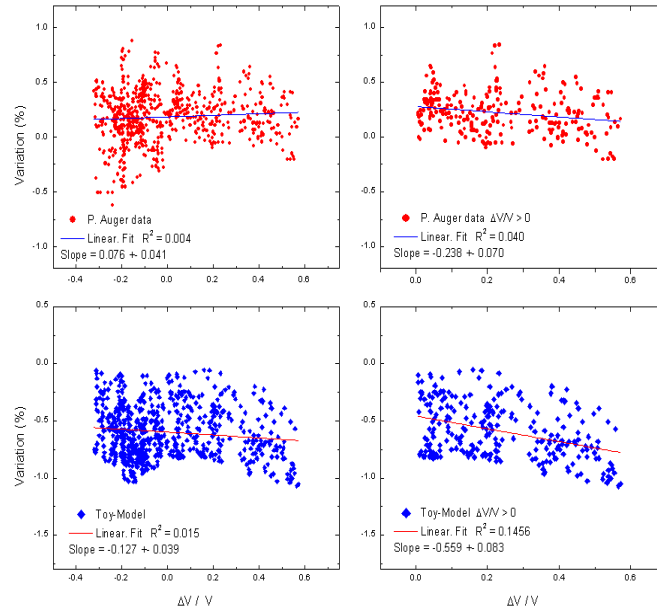 1.0
0.5
0.0
-0.5
-1.0
Variation (%)
P. Auger data
Linear. Fit R² = 0.004
Slope = 0.076 +- 0.041
-0.4 -0.2 0.0 0.2 0.4 0.6
1.0
0.5
0.0
-0.5
-1.0
P. Auger data ΔV/V > 0
Linear. Fit R² = 0.040
Slope = -0.238 +- 0.070
0.0 0.2 0.4 0.6
0.5
0.0
-0.5
-1.0
-1.5
Variation (%)
Toy-Model
Linear. Fit R² = 0.015
Slope = -0.127 +- 0.039
-0.4 -0.2 0.0 0.2 0.4 0.6
ΔV / V
0.5
0.0
-0.5
-1.0
-1.5
Toy-Model ΔV/V > 0
Linear. Fit R² = 0.1456
Slope = -0.559 +- 0.083
0.0 0.2 0.4 0.6
ΔV / V